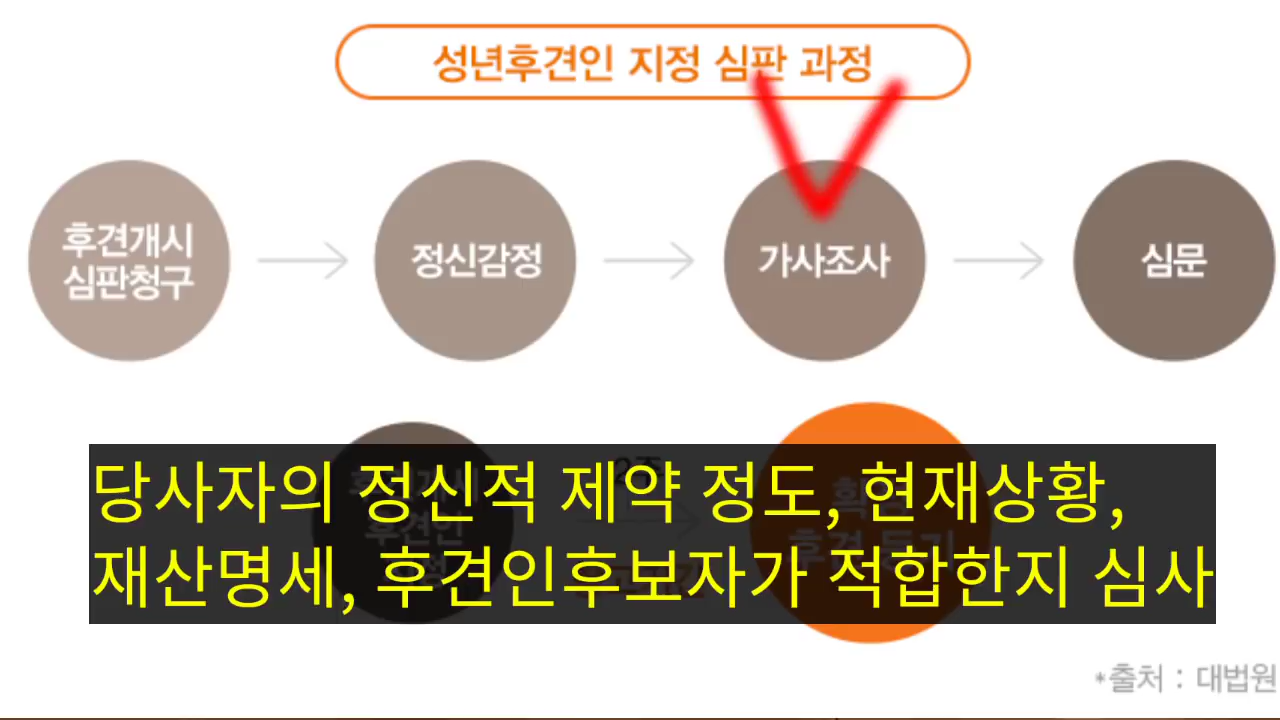 성년후견인 지정 심판 과정
후견개시
심판청구
정신감정
가사조사
심문
당사자의 정신적 제약 정도, 현재상황,
재산명세, 후견인후보자가 적합한지 심사
*출처 : 대법원